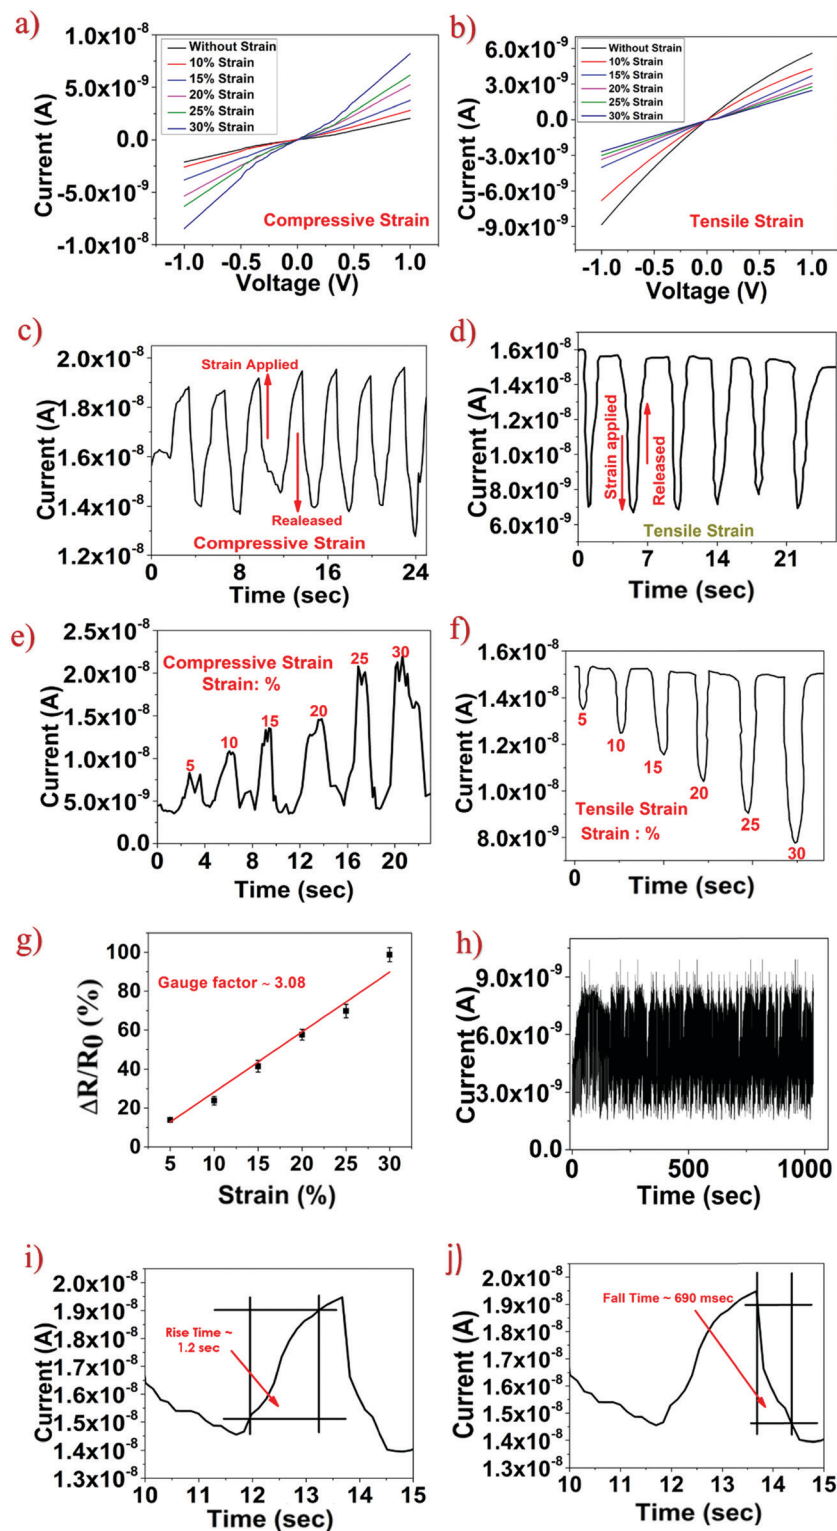 a)
1.0x10⁻⁸
5.0x10⁻⁹
0.0
-5.0x10⁻⁹
-1.0x10⁻⁸
Current (A)
Without Strain
10% Strain
15% Strain
20% Strain
25% Strain
30% Strain
Compressive Strain
-1.0 -0.5 0.0 0.5 1.0
Voltage (V)
b)
6.0x10⁻⁹
3.0x10⁻⁹
0.0
-3.0x10⁻⁹
-6.0x10⁻⁹
-9.0x10⁻⁹
Current (A)
Without Strain
10% Strain
15% Strain
20% Strain
25% Strain
30% Strain
Tensile Strain
-1.0 -0.5 0.0 0.5 1.0
Voltage (V)
c)
2.0x10⁻⁸
1.8x10⁻⁸
1.6x10⁻⁸
1.4x10⁻⁸
1.2x10⁻⁸
Current (A)
Strain Applied
Realeased
Compressive Strain
0 8 16 24
Time (sec)
d)
1.6x10⁻⁸
1.4x10⁻⁸
1.2x10⁻⁸
1.0x10⁻⁸
8.0x10⁻⁹
6.0x10⁻⁹
Current (A)
Strain applied
Released
Tensile Strain
0 7 14 21
Time (sec)
e)
2.5x10⁻⁸
2.0x10⁻⁸
1.5x10⁻⁸
1.0x10⁻⁸
5.0x10⁻⁹
0.0
Current (A)
Compressive Strain
Strain: %
5 10 15 20 25 30
0 4 8 12 16 20
Time (sec)
f)
1.6x10⁻⁸
1.4x10⁻⁸
1.2x10⁻⁸
1.0x10⁻⁸
8.0x10⁻⁹
Current (A)
5 10 15 20 25 30
Tensile Strain
Strain : %
0
Time (sec)
g)
100
80
60
40
20
0
ΔR/R0 (%)
Gauge factor ~ 3.08
5 10 15 20 25 30
Strain (%)
h)
9.0x10⁻⁹
6.0x10⁻⁹
3.0x10⁻⁹
0.0
Current (A)
0 500 1000
Time (sec)
i)
2.0x10⁻⁸
1.9x10⁻⁸
1.8x10⁻⁸
1.7x10⁻⁸
1.6x10⁻⁸
1.5x10⁻⁸
1.4x10⁻⁸
1.3x10⁻⁸
Current (A)
Rise Time ~
1.2 sec
10 11 12 13 14 15
Time (sec)
j)
2.0x10⁻⁸
1.9x10⁻⁸
1.8x10⁻⁸
1.7x10⁻⁸
1.6x10⁻⁸
1.5x10⁻⁸
1.4x10⁻⁸
1.3x10⁻⁸
Current (A)
Fall Time ~ 690 msec
10 11 12 13 14 15
Time (sec)